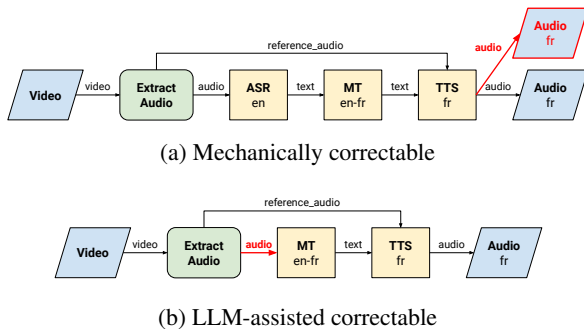 Audio
fr
reference_audio
audio
Video
video
Extract
Audio
audio
ASR
en
text
MT
en-fr
text
TTS
fr
audio
Audio
fr
(a) Mechanically correctable
reference_audio
Video
video
Extract
Audio
audio
MT
en-fr
text
TTS
fr
audio
Audio
fr
(b) LLM-assisted correctable